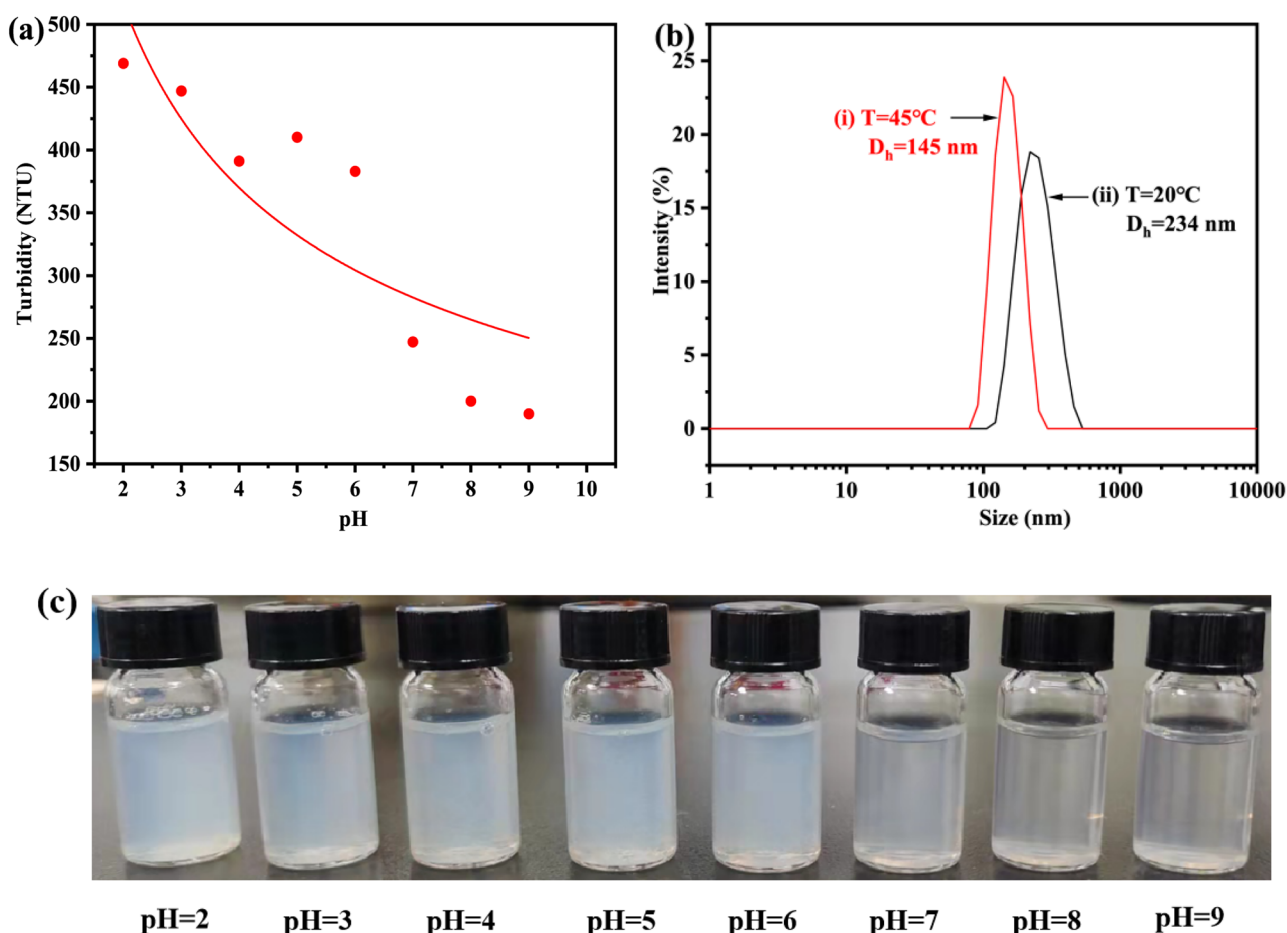 (a)
500
450
400
350
300
250
200
150
Turbidity (NTU)
2 3 4 5 6 7 8 9 10
pH
(b)
25
20
15
10
5
0
Intensity (%)
(i) T=45°C
Dh=145 nm
(ii) T=20°C
Dh=234 nm
1 10 100 1000 10000
Size (nm)
(c)
pH=2 pH=3 pH=4 pH=5 pH=6 pH=7 pH=8 pH=9